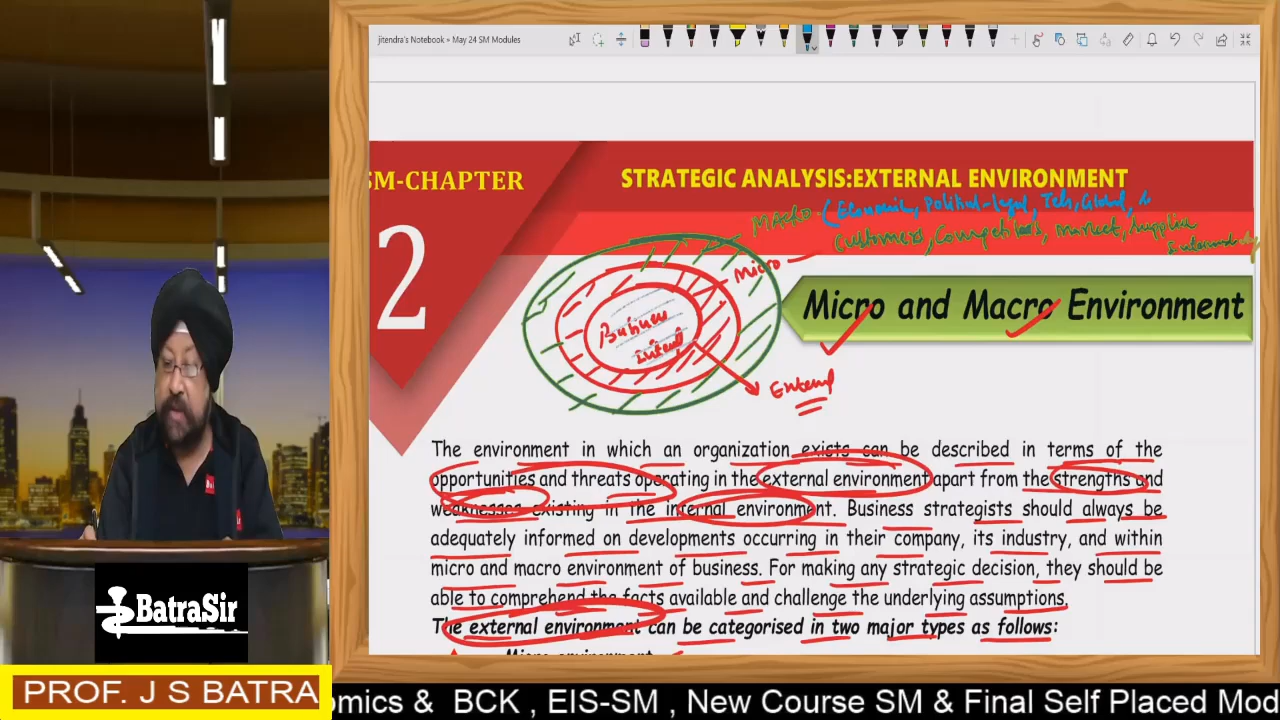 jitendra's Notebook » May 24 SM Modules
SM-CHAPTER
2
STRATEGIC ANALYSIS:EXTERNAL ENVIRONMENT
MACRO (Economic, Political-legal, Tech, Global,
Customers, Competitors, market, Supplier
Micro
Micro and Macro Environment
Business
internal
External
The environment in which an organization exists can be described in terms of the
opportunities and threats operating in the external environment apart from the strengths and
weaknesses existing in the internal environment. Business strategists should always be
adequately informed on developments occurring in their company, its industry, and within
micro and macro environment of business. For making any strategic decision, they should be
able to comprehend the facts available and challenge the underlying assumptions.
The external environment can be categorised in two major types as follows:
Micro environment
BatraSir
PROF. J S BATRA
omics & BCK , EIS-SM , New Course SM & Final Self Placed Mod